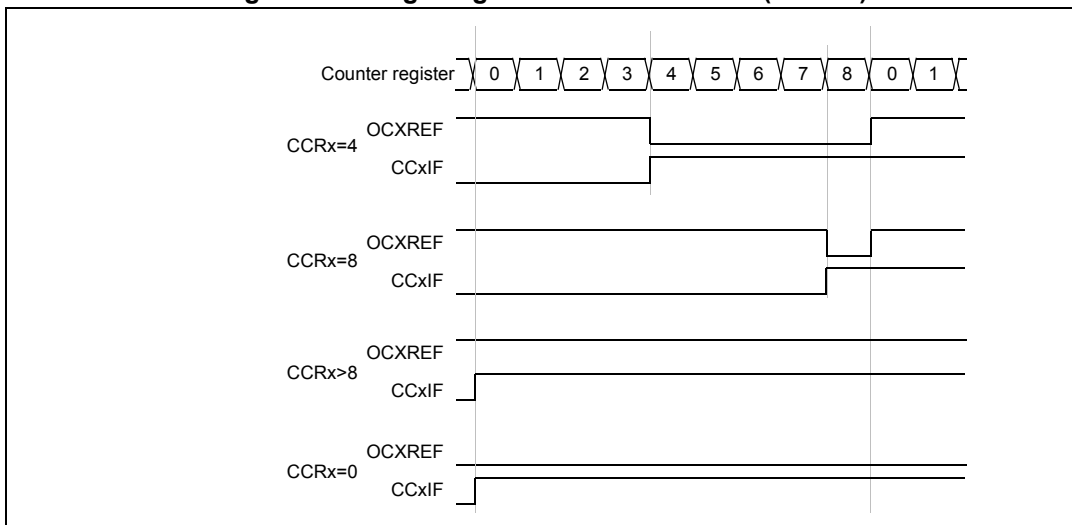 Counter register 0 1 2 3 4 5 6 7 8 0 1
OCXREF
CCRx=4
CCxIF
OCXREF
CCRx=8
CCxIF
OCXREF
CCRx>8
CCxIF
OCXREF
CCRx=0
CCxIF